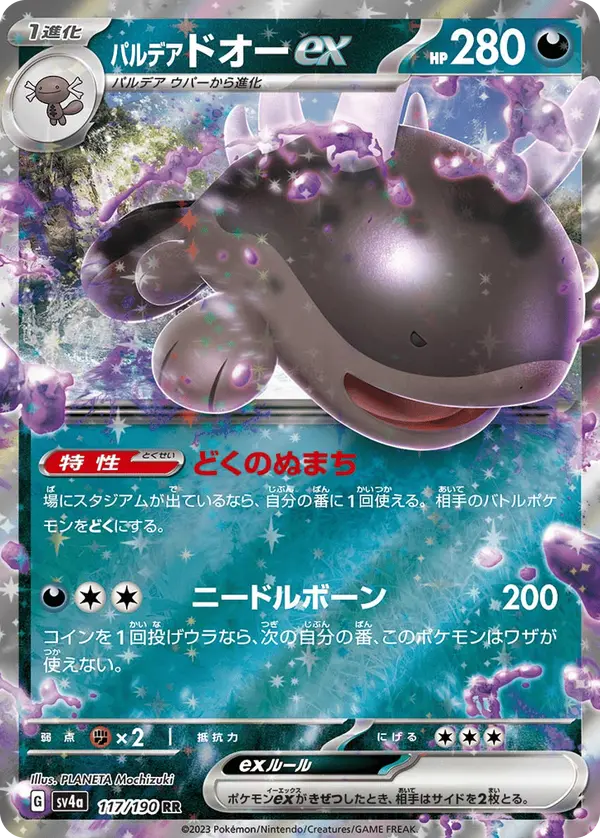 1進化
パルデアドオーex
HP280
パルデア ウパーから進化
特性 とくせい どくのぬまち
場にスタジアムが出ているなら、自分の番に1回使える。相手のバトルポケ
モンをどくにする。
ニードルボーン 200
コインを1回投げウラなら、次の自分の番、このポケモンはワザが
使えない。
弱点 ×2 抵抗力 にげる
exルール
ポケモンexがきぜつしたとき、相手はサイドを2枚とる。
Illus. PLANETA Mochizuki
G sv4a 117/190 RR
©2023 Pokémon/Nintendo/Creatures/GAME FREAK.